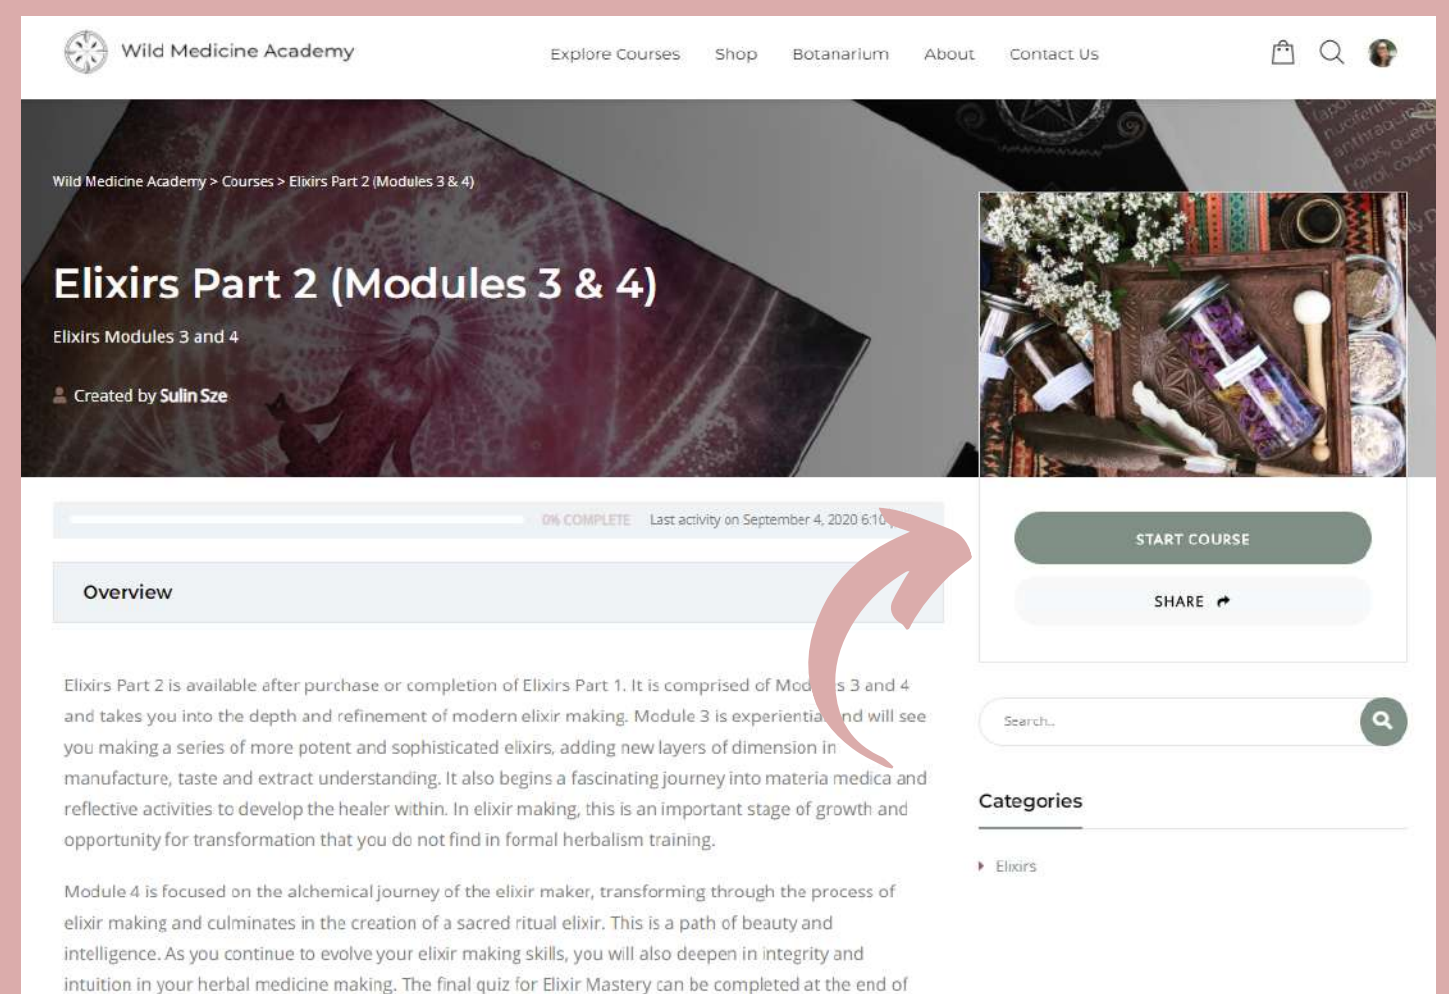 Wild Medicine Academy
Explore Courses Shop Botanarium About Contact Us
Wild Medicine Academy > Courses > Elixirs Part 2 (Modules 3 & 4)
Elixirs Part 2 (Modules 3 & 4)
Elixirs Modules 3 and 4
Created by Sulin Sze
0% COMPLETE Last activity on September 4, 2020 6:10
START COURSE
SHARE
Overview
Elixirs Part 2 is available after purchase or completion of Elixirs Part 1. It is comprised of 3 and 4
and takes you into the depth and refinement of modern elixir making. Module 3 is and will see
you making a series of more potent and sophisticated elixirs, adding new layers of dimension in
manufacture, taste and extract understanding. It also begins a fascinating journey into materia medica and
reflective activities to develop the healer within. In elixir making, this is an important stage of growth and
opportunity for transformation that you do not find in formal herbalism training.
Module 4 is focused on the alchemical journey of the elixir maker, transforming through the process of
elixir making and culminates in the creation of a sacred ritual elixir. This is a path of beauty and
intelligence. As you continue to evolve your elixir making skills, you will also deepen in integrity and
intuition in your herbal medicine making. The final quiz for Elixir Mastery can be completed at the end of
Search..
Categories
Elixirs